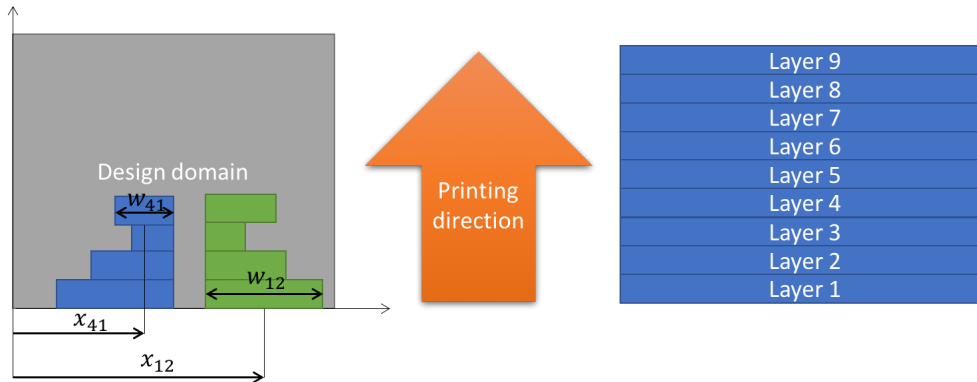 Design domain
w₄₁
w₁₂
x₄₁
x₁₂
Printing
direction
Layer 9
Layer 8
Layer 7
Layer 6
Layer 5
Layer 4
Layer 3
Layer 2
Layer 1